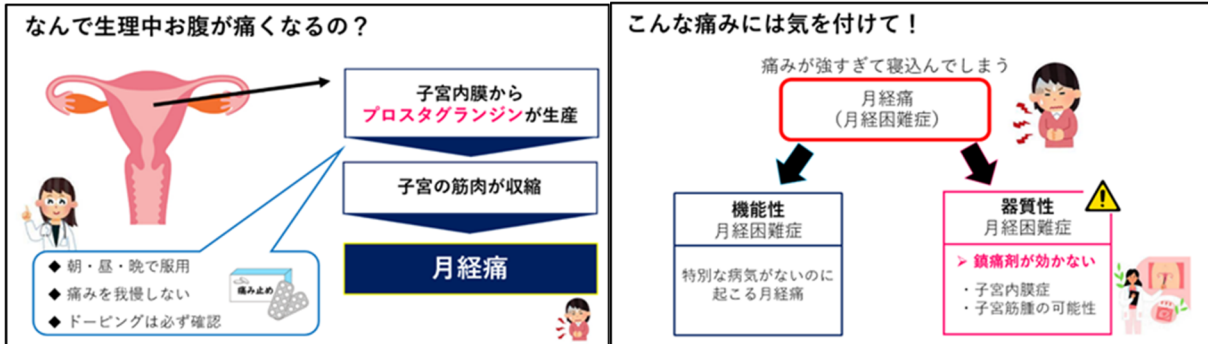 なんで生理中お腹が痛くなるの？
子宮内膜から
プロスタグランジンが生産
子宮の筋肉が収縮
月経痛
◆ 朝・昼・晩で服用
◆ 痛みを我慢しない
◆ ドーピングは必ず確認
痛み止め
こんな痛みには気を付けて！
痛みが強すぎて寝込んでしまう
月経痛
（月経困難症）
機能性
月経困難症
特別な病気がないのに
起こる月経痛
器質性
月経困難症
➢ 鎮痛剤が効かない
・子宮内膜症
・子宮筋腫の可能性